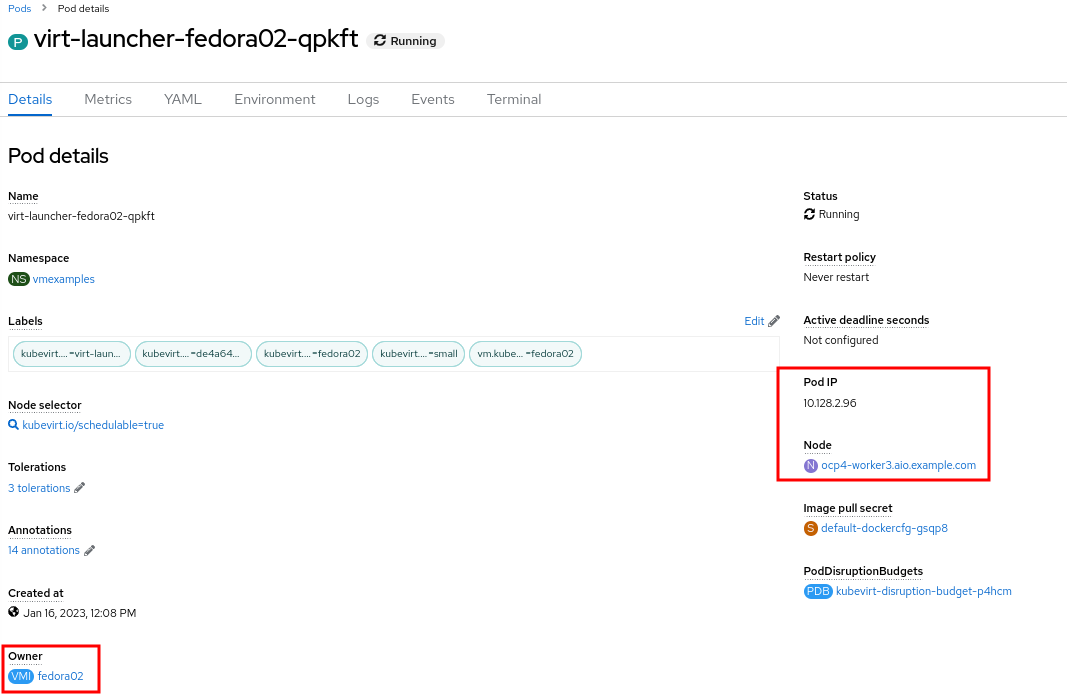 Pods > Pod details
P virt-launcher-fedora02-qpkft Running
Details Metrics YAML Environment Logs Events Terminal
Pod details
Name
virt-launcher-fedora02-qpkft
Namespace
NS vmexamples
Labels
Edit
kubevirt.... =virt-laun... kubevirt.... =de4a64... kubevirt.... =fedora02 kubevirt.... =small vm.kube... =fedora02
Node selector
kubevirt.io/schedulable=true
Tolerations
3 tolerations
Annotations
14 annotations
Created at
Jan 16, 2023, 12:08 PM
Owner
VMI fedora02
Status
Running
Restart policy
Never restart
Active deadline seconds
Not configured
Pod IP
10.128.2.96
Node
N ocp4-worker3.aio.example.com
Image pull secret
S default-dockercfg-gsqp8
PodDisruptionBudgets
PDB kubevirt-disruption-budget-p4hcm